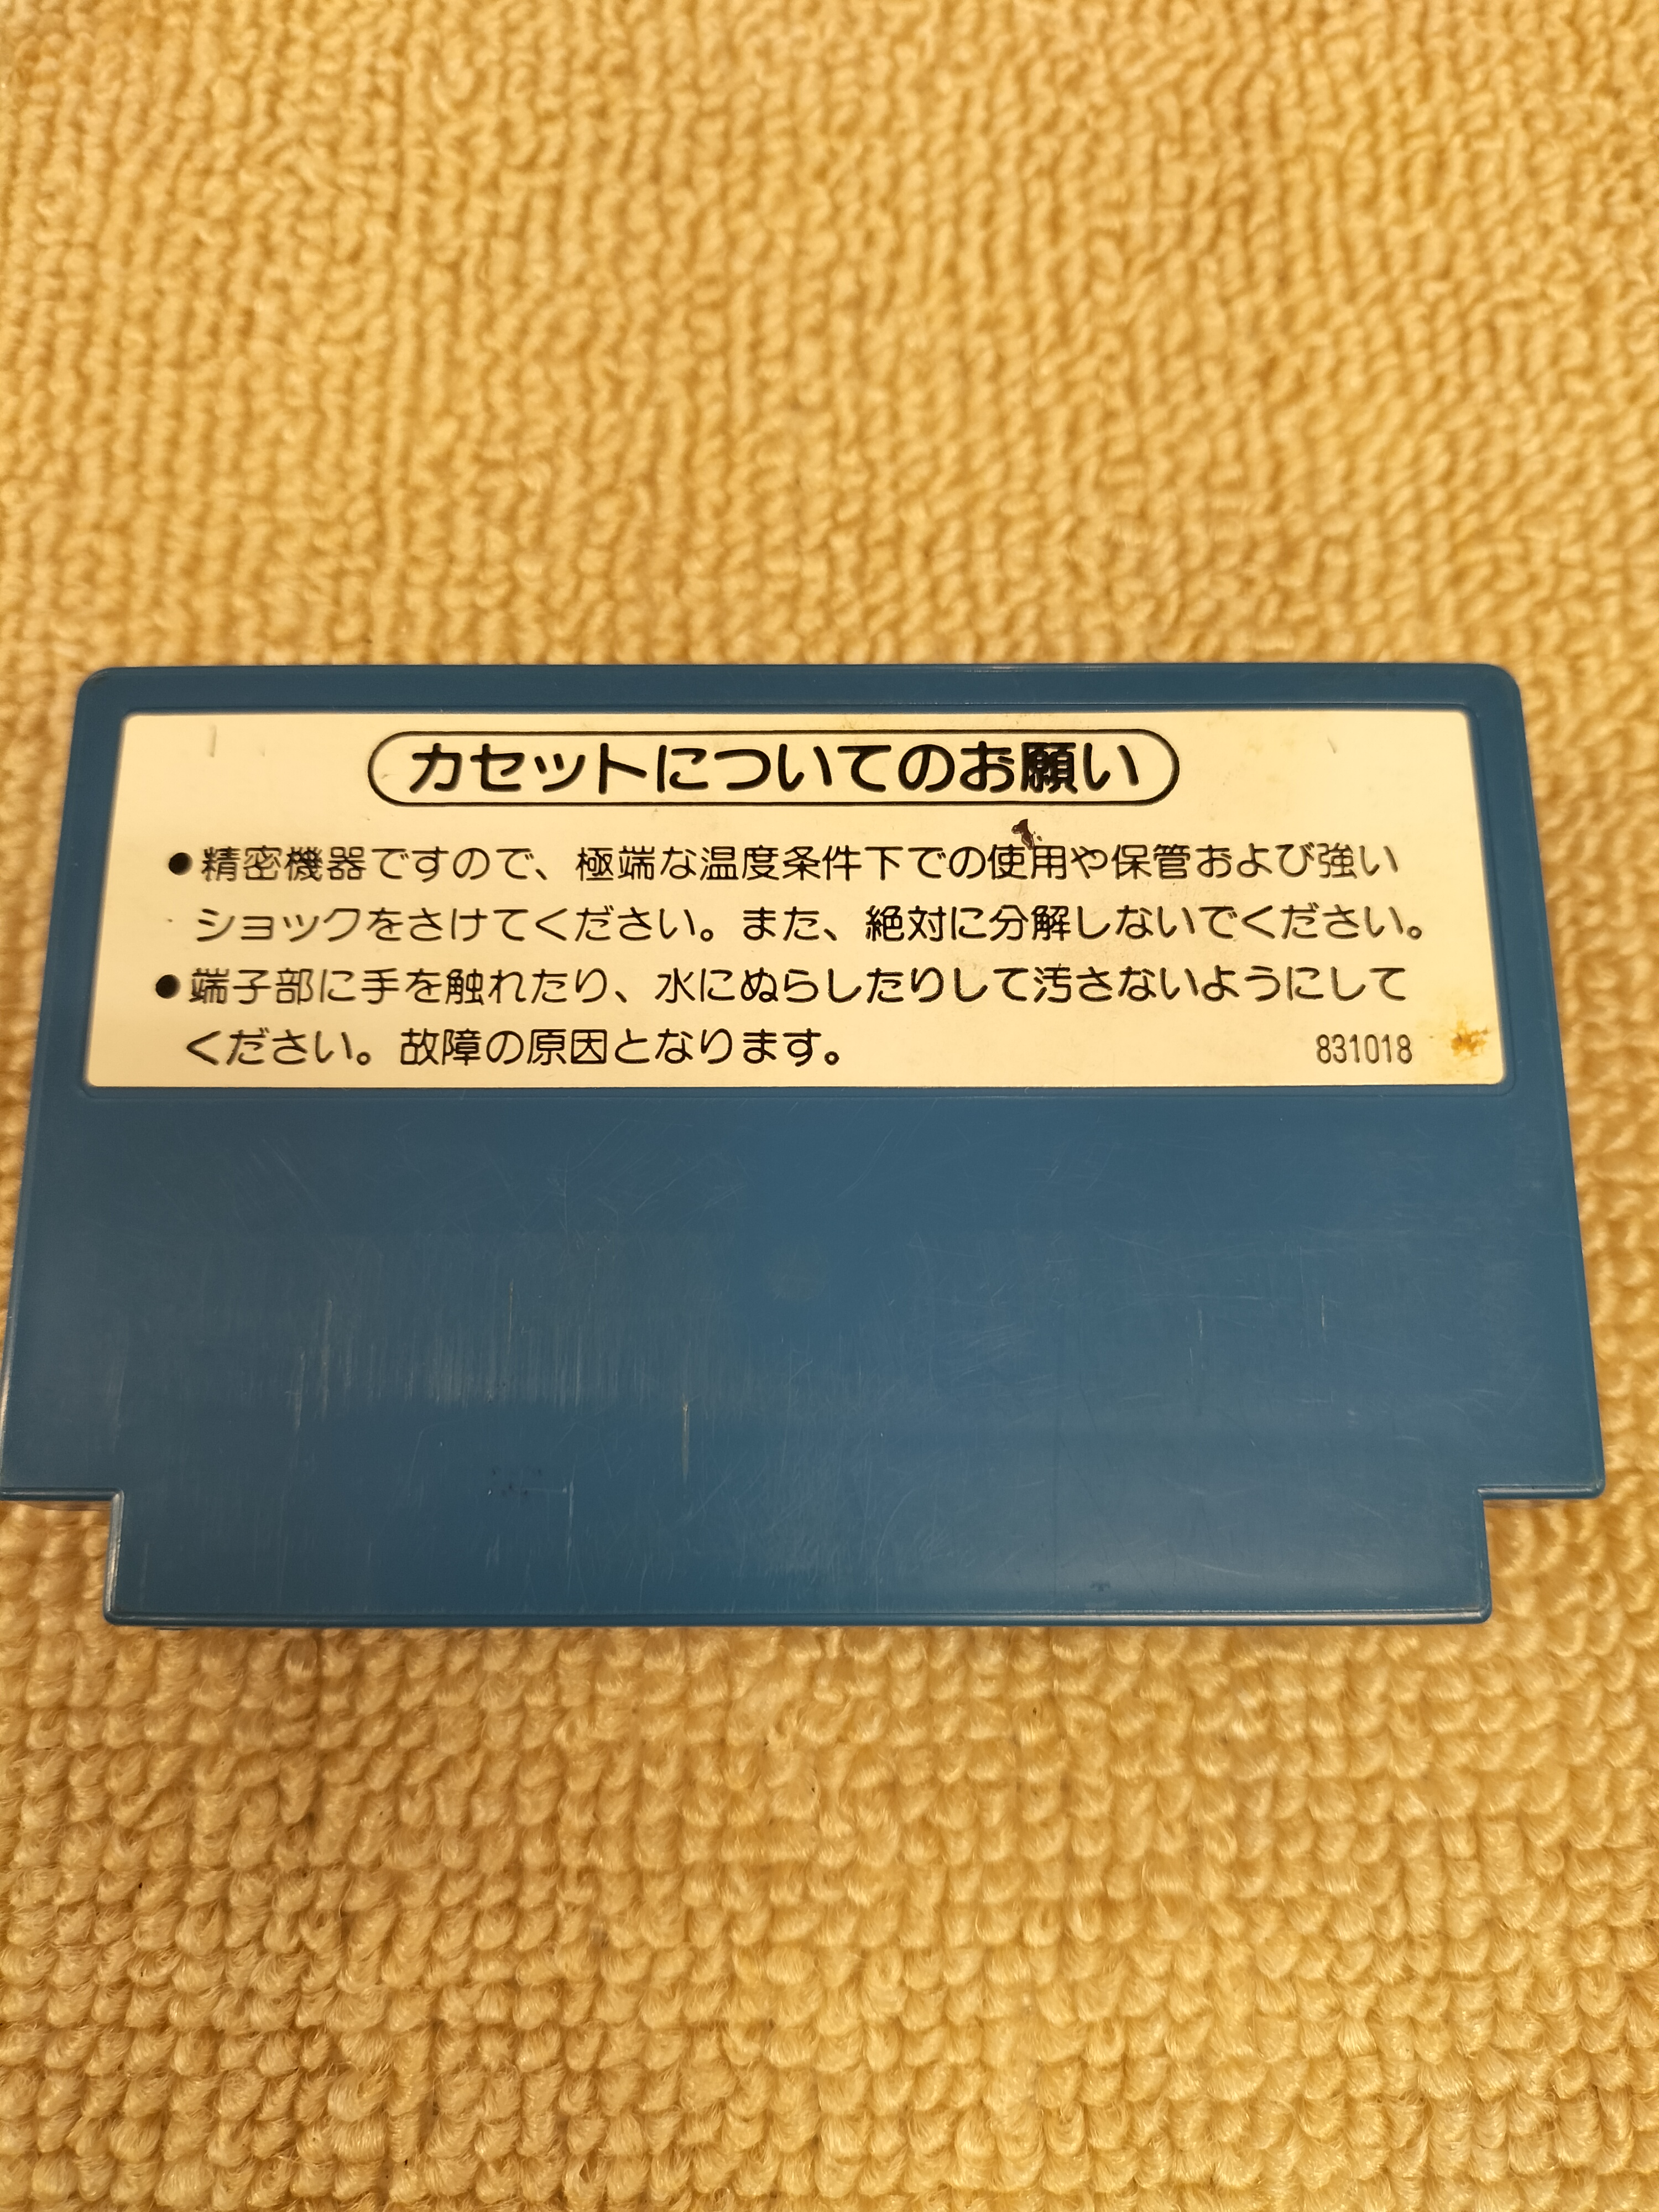 カセットについてのお願い
●精密機器ですので、極端な温度条件下での使用や保管および強い
ショックをさけてください。また、絶対に分解しないでください。
●端子部に手を触れたり、水にぬらしたりして汚さないようにして
ください。故障の原因となります。
831018